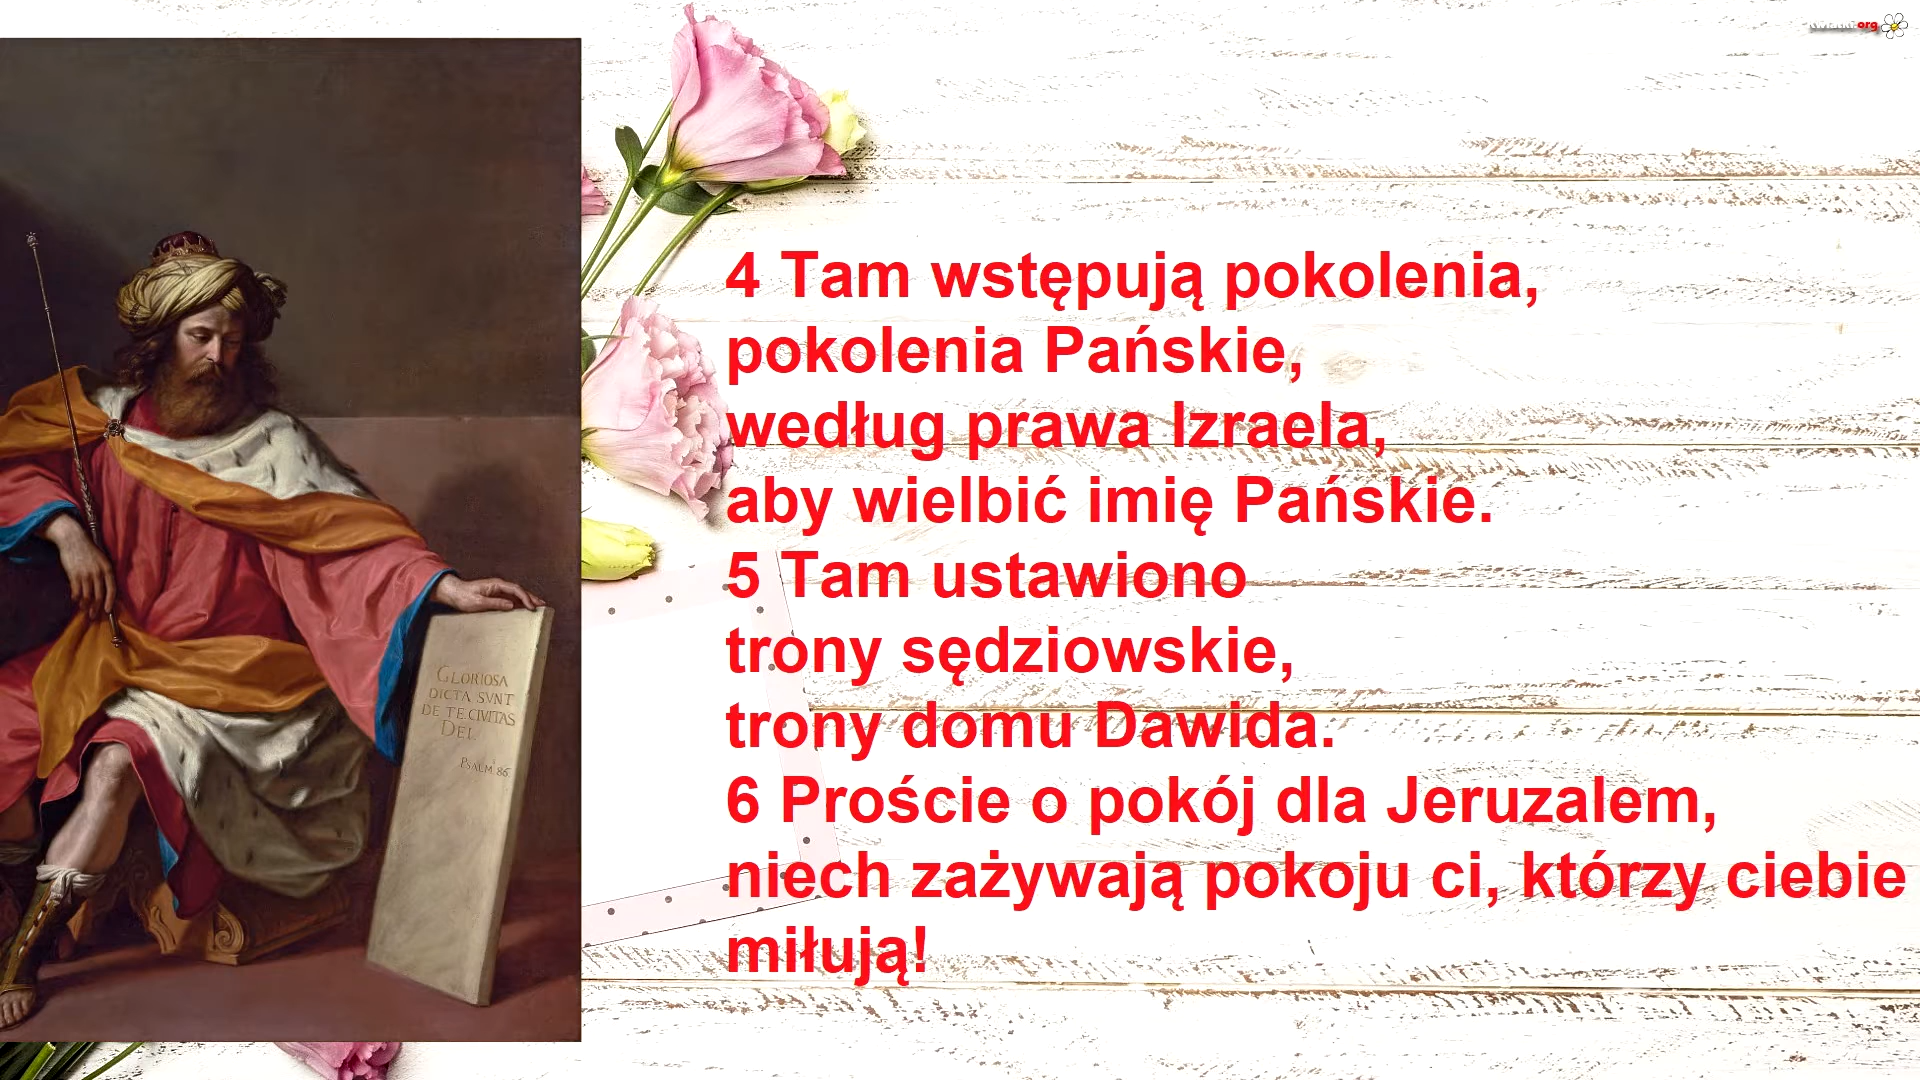 org
GLORIOSA
DICTA SVNT
DE TE CIVITAS
DEI.
PSALM. 86
4 Tam wstępują pokolenia,
pokolenia Pańskie,
według prawa Izraela,
aby wielbić imię Pańskie.
5 Tam ustawiono
trony sędziowskie,
trony domu Dawida.
6 Proście o pokój dla Jeruzalem,
niech zażywają pokoju ci, którzy ciebie
miłują!